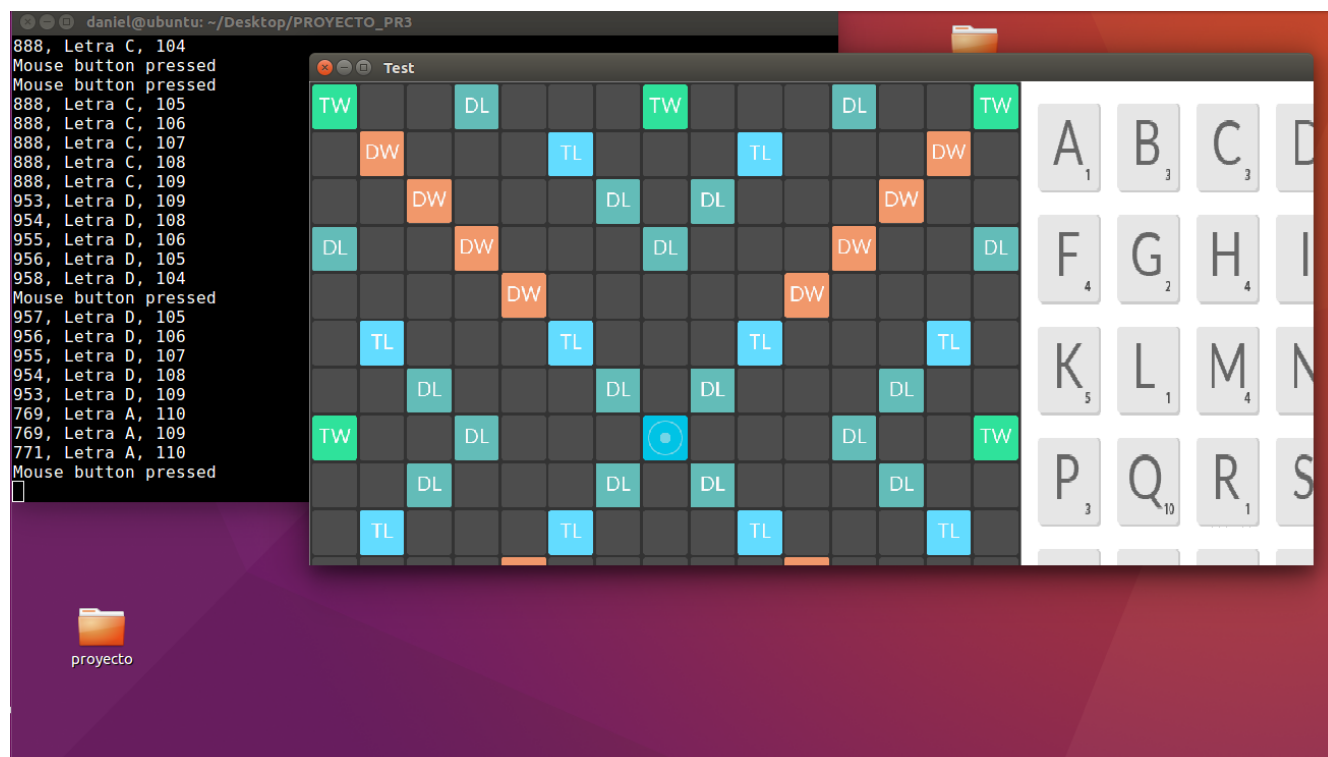 daniel@ubuntu: ~/Desktop/PROYECTO_PR3
888, Letra C, 104
Mouse button pressed
Mouse button pressed
888, Letra C, 105
888, Letra C, 106
888, Letra C, 107
888, Letra C, 108
888, Letra C, 109
953, Letra D, 109
954, Letra D, 108
955, Letra D, 106
956, Letra D, 105
958, Letra D, 104
Mouse button pressed
957, Letra D, 105
956, Letra D, 106
955, Letra D, 107
954, Letra D, 108
953, Letra D, 109
769, Letra A, 110
769, Letra A, 109
771, Letra A, 110
Mouse button pressed
Test
TW DL TW DL TW
DW TL TL DW
DW DL DL DW
DL DW DL DW DL
DW DW
TL TL TL TL
DL DL DL DL
TW DL DL TW
DL DL DL DL
TL TL TL TL
A 1 B 3 C 3 D
F 4 G 2 H 4 I
K 5 L 1 M 4 N
P 3 Q 10 R 1 S
proyecto